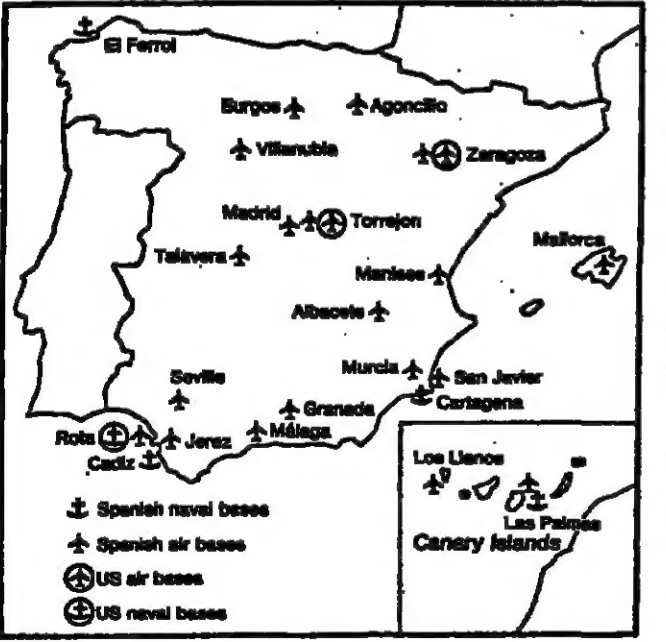 El Ferrol
Burgos
Agoncillo
Villanubla
Zaragoza
Madrid
Torrejon
Mallorca
Talavera
Manises
Albacete
Murcia
San Javier
Seville
Cartagena
Granada
Rota
Jerez
Málaga
Cadiz
Los Llanos
Las Palmas
Canary Islands
Spanish naval bases
Spanish air bases
US air bases
US naval bases